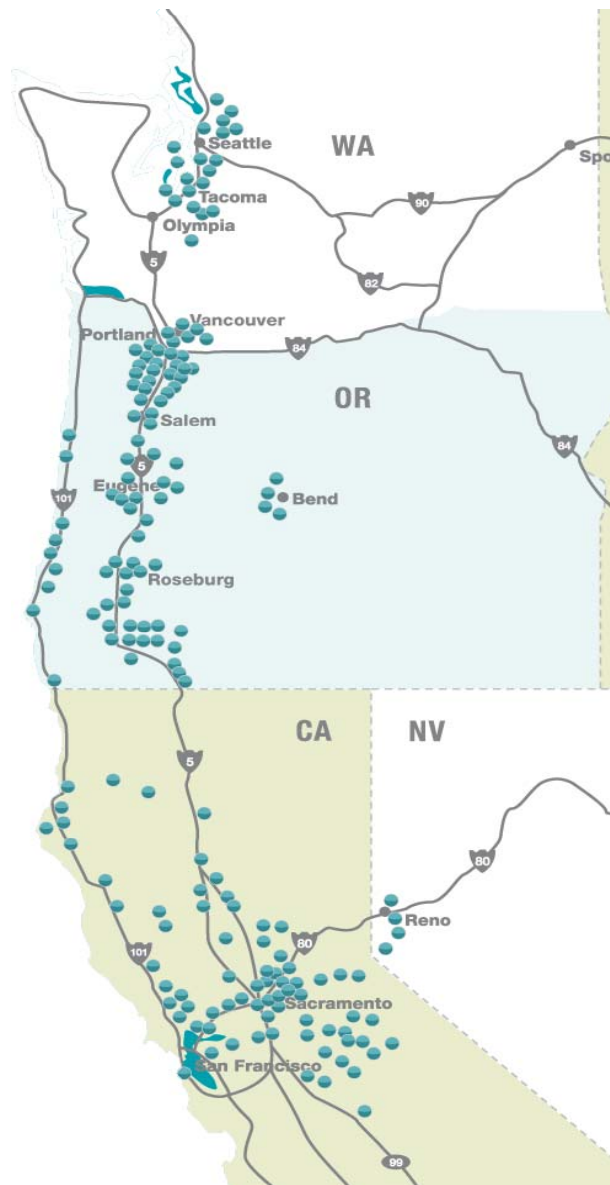 Seattle
WA
Spo
Tacoma
90
Olympia
5
82
Vancouver
Portland
84
OR
Salem
84
5
Eugene
101
Bend
Roseburg
CA
NV
5
80
Reno
80
101
Sacramento
San Francisco
99